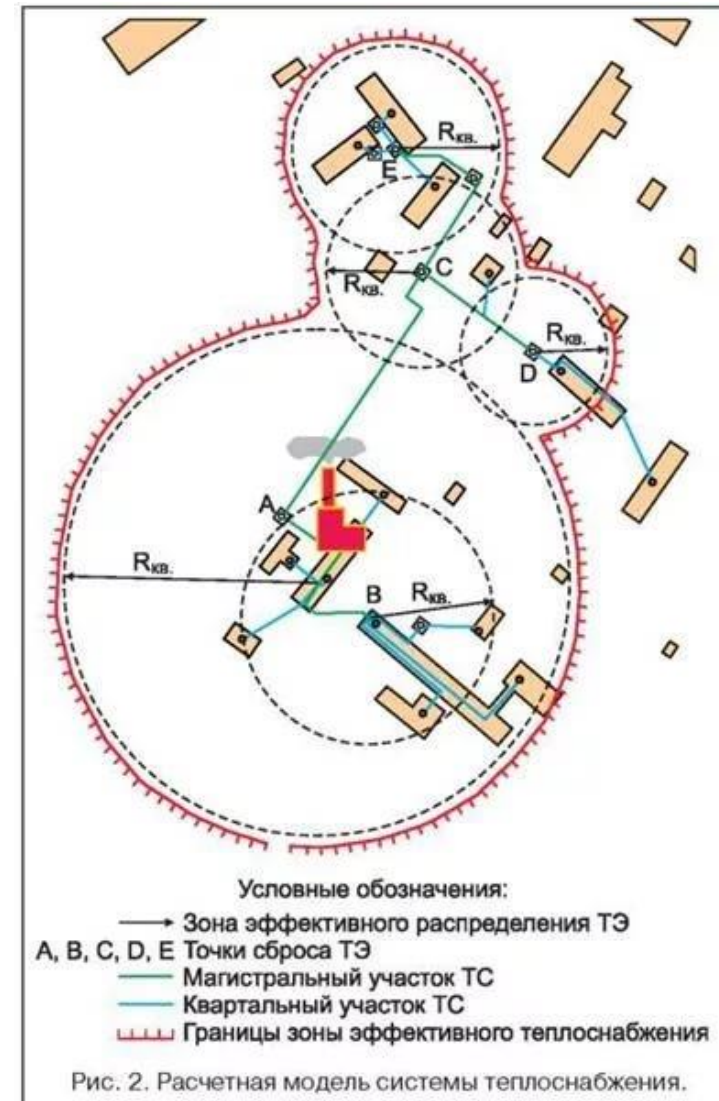 Rкв.
E
C
Rкв.
Rкв.
D
A
Rкв.
B
Rкв.
Условные обозначения:
Зона эффективного распределения ТЭ
A, B, C, D, E Точки сброса ТЭ
Магистральный участок ТС
Квартальный участок ТС
Границы зоны эффективного теплоснабжения
Рис. 2. Расчетная модель системы теплоснабжения.